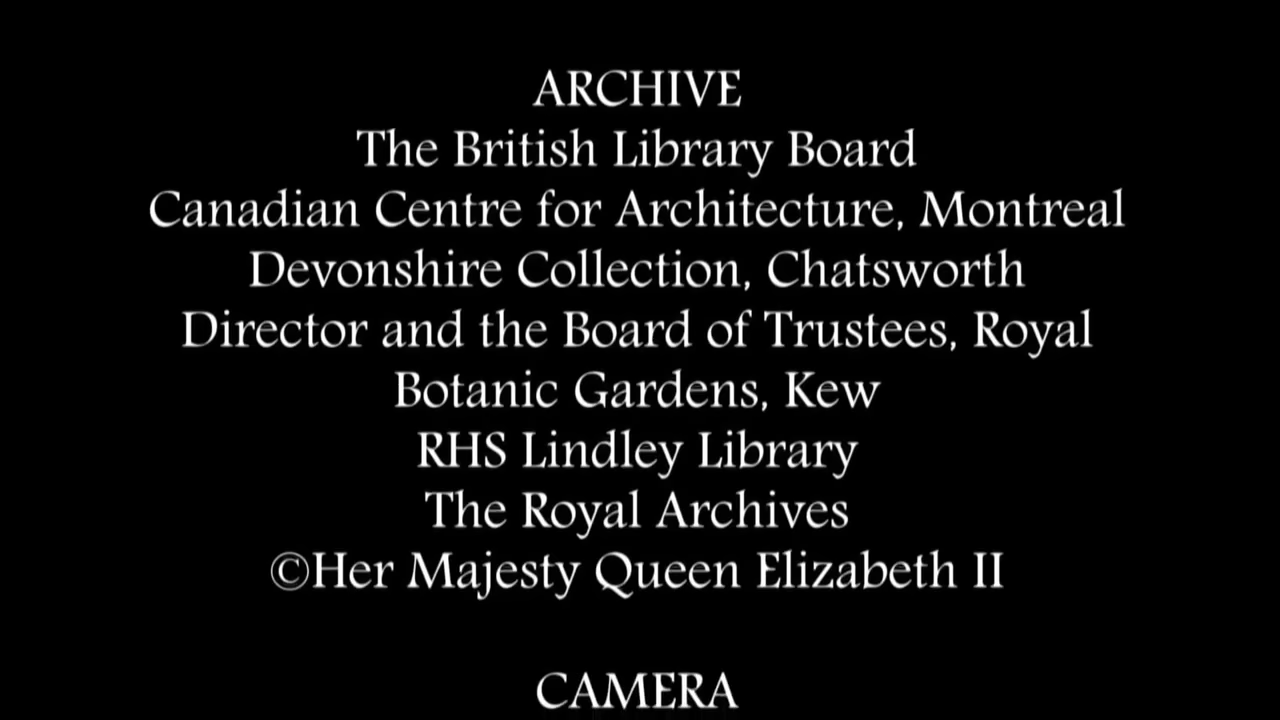 ARCHIVE
The British Library Board
Canadian Centre for Architecture, Montreal
Devonshire Collection, Chatsworth
Director and the Board of Trustees, Royal
Botanic Gardens, Kew
RHS Lindley Library
The Royal Archives
©Her Majesty Queen Elizabeth II
CAMERA